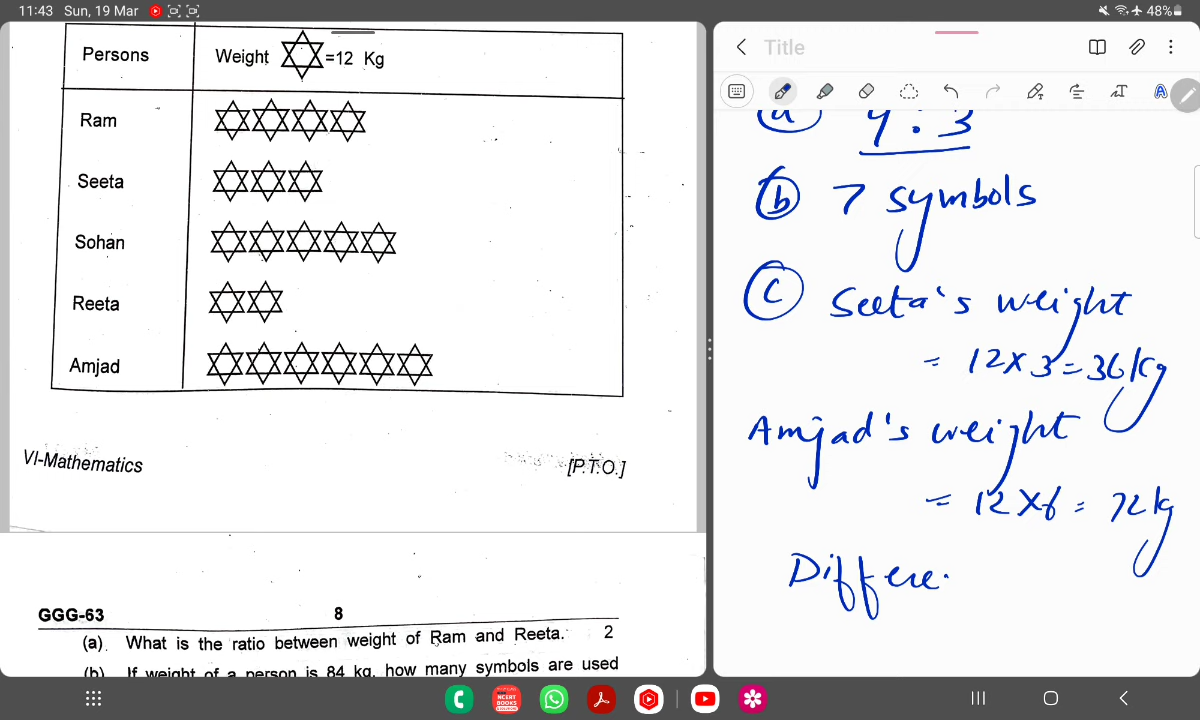 11:43 Sun, 19 Mar
48%
Persons
Weight =12 Kg
Ram
Seeta
Sohan
Reeta
Amjad
VI-Mathematics
[P.T.O.]
GGG-63
8
(a). What is the ratio between weight of Ram and Reeta. 2
(b) If weight of a person is 84 kg, how many symbols are used
NCERT
BOOKS
Title
(a) 4:3
(b) 7 symbols
(c) Seeta's weight
= 12 X 3 = 36 kg
Amjad's weight
= 12 X 6 = 72 kg
Differe